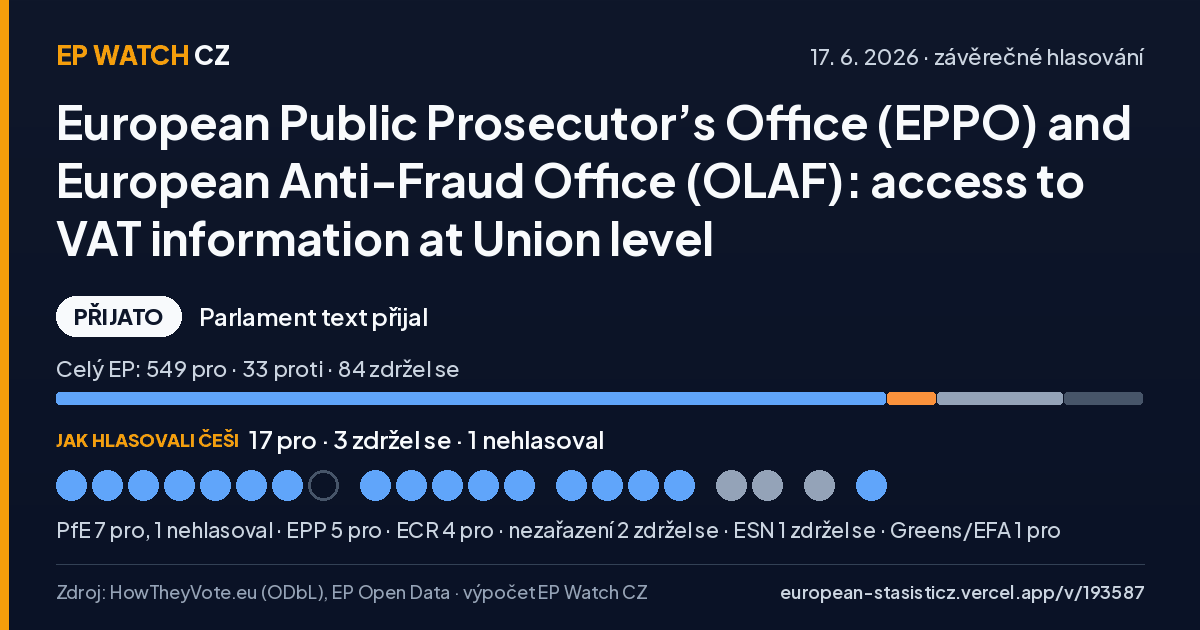 EP WATCH CZ
17. 6. 2026 · závěrečné hlasování
European Public Prosecutor’s Office (EPPO) and
European Anti-Fraud Office (OLAF): access to
VAT information at Union level
PŘIJATO Parlament text přijal
Celý EP: 549 pro · 33 proti · 84 zdržel se
JAK HLASOVALI ČEŠI 17 pro · 3 zdržel se · 1 nehlasoval
PfE 7 pro, 1 nehlasoval · EPP 5 pro · ECR 4 pro · nezařazení 2 zdržel se · ESN 1 zdržel se · Greens/EFA 1 pro
Zdroj: HowTheyVote.eu (ODbL), EP Open Data · výpočet EP Watch CZ
european-stasisticz.vercel.app/v/193587